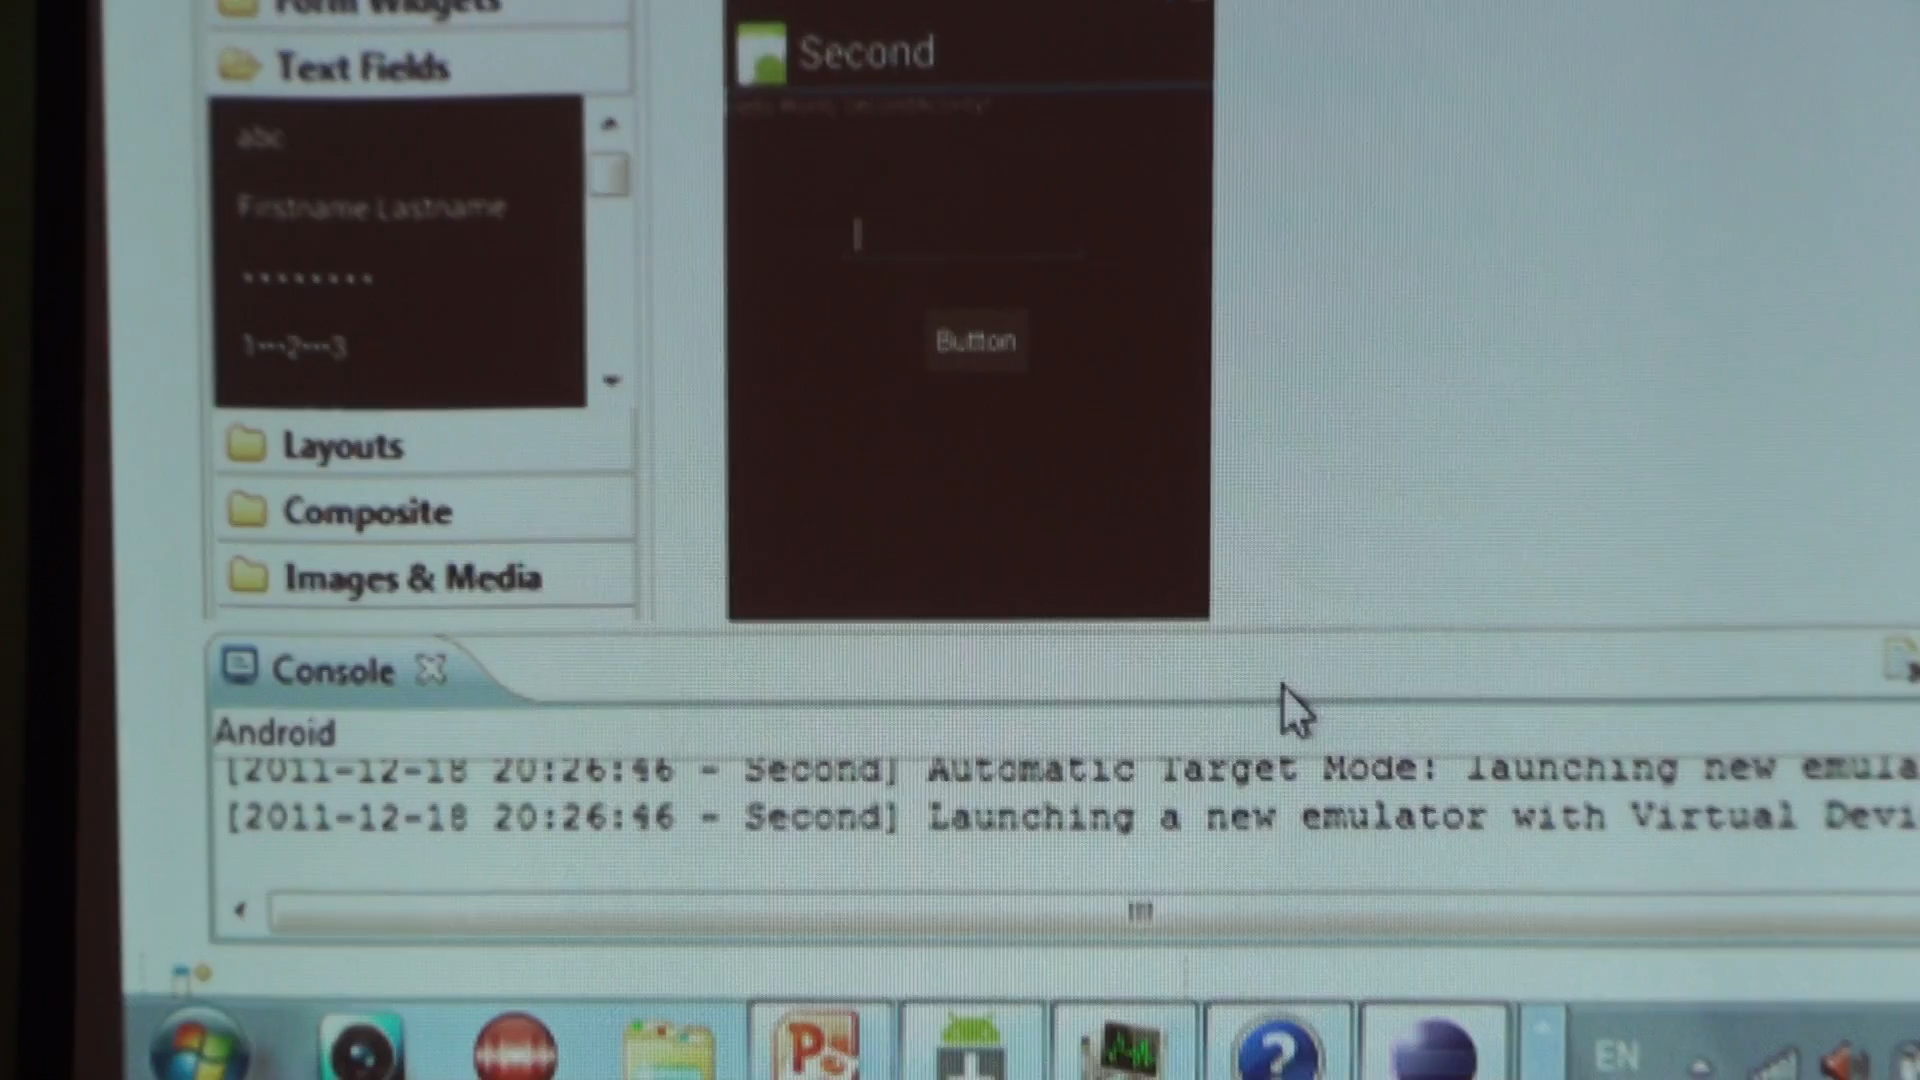 Form Widgets
Text Fields
abc
Firstname Lastname
1---2---3
Layouts
Composite
Images & Media
Second
Button
Console
Android
[2011-12-18 20:26:46 - Second] Automatic Target Mode: launching new emula
[2011-12-18 20:26:46 - Second] Launching a new emulator with Virtual Devi
EN